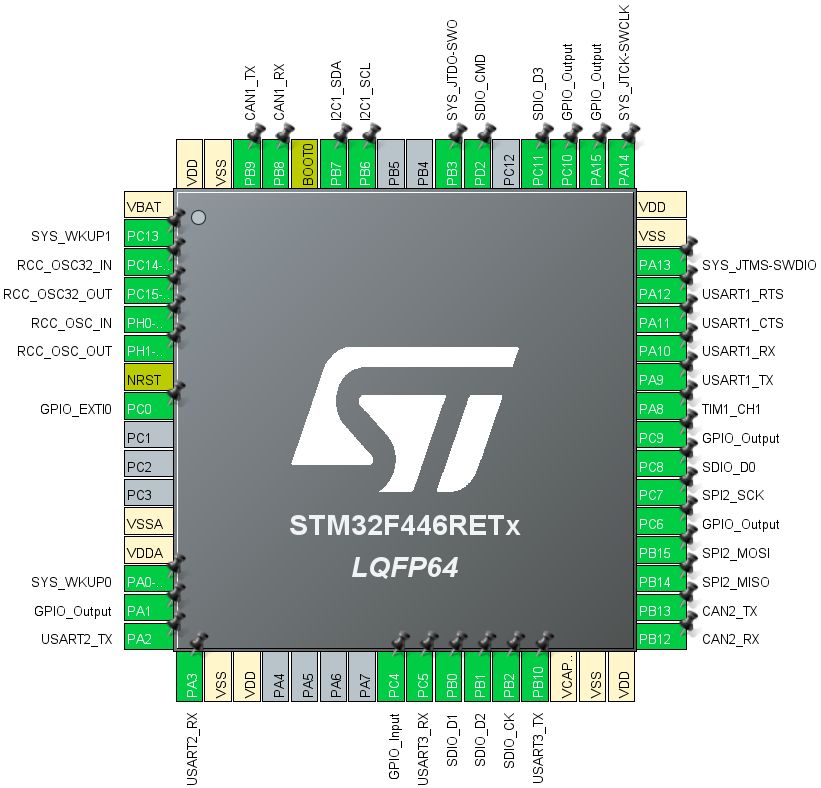 CAN1_TX
CAN1_RX
I2C1_SDA
I2C1_SCL
SYS_JTDO-SWO
SDIO_CMD
SDIO_D3
GPIO_Output
GPIO_Output
SYS_JTCK-SWCLK
VDD
VSS
PB9
PB8
BOOT0
PB7
PB6
PB5
PB4
PB3
PD2
PC12
PC11
PC10
PA15
PA14
VBAT
SYS_WKUP1 PC13
RCC_OSC32_IN PC14-..
RCC_OSC32_OUT PC15-..
RCC_OSC_IN PH0-..
RCC_OSC_OUT PH1-..
NRST
GPIO_EXTI0 PC0
PC1
PC2
PC3
VSSA
VDDA
SYS_WKUP0 PA0-..
GPIO_Output PA1
USART2_TX PA2
VDD
VSS
PA13 SYS_JTMS-SWDIO
PA12 USART1_RTS
PA11 USART1_CTS
PA10 USART1_RX
PA9 USART1_TX
PA8 TIM1_CH1
PC9 GPIO_Output
PC8 SDIO_D0
PC7 SPI2_SCK
PC6 GPIO_Output
PB15 SPI2_MOSI
PB14 SPI2_MISO
PB13 CAN2_TX
PB12 CAN2_RX
ST
STM32F446RETx
LQFP64
PA3
VSS
VDD
PA4
PA5
PA6
PA7
PC4
PC5
PB0
PB1
PB2
PB10
VCAP..
VSS
VDD
USART2_RX
GPIO_Input
USART3_RX
SDIO_D1
SDIO_D2
SDIO_CK
USART3_TX